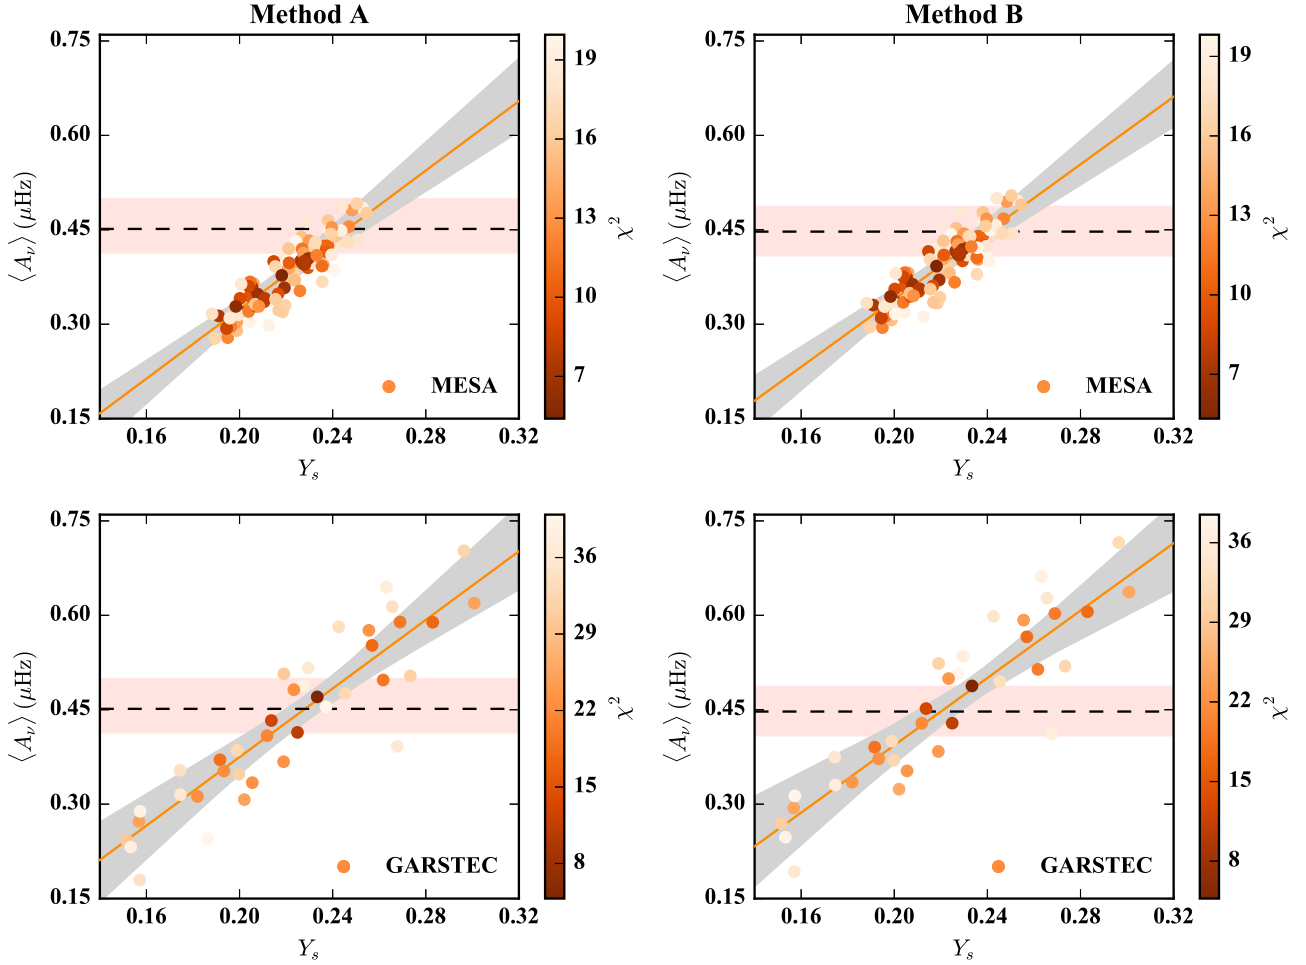 Method A
Method B
0.75
0.60
0.45
0.30
0.15
⟨A_ν⟩ (μHz)
0.16 0.20 0.24 0.28 0.32
Y_s
MESA
19
16
13
10
7
χ²
0.75
0.60
0.45
0.30
0.15
⟨A_ν⟩ (μHz)
0.16 0.20 0.24 0.28 0.32
Y_s
MESA
19
16
13
10
7
χ²
0.75
0.60
0.45
0.30
0.15
⟨A_ν⟩ (μHz)
0.16 0.20 0.24 0.28 0.32
Y_s
GARSTEC
36
29
22
15
8
χ²
0.75
0.60
0.45
0.30
0.15
⟨A_ν⟩ (μHz)
0.16 0.20 0.24 0.28 0.32
Y_s
GARSTEC
36
29
22
15
8
χ²